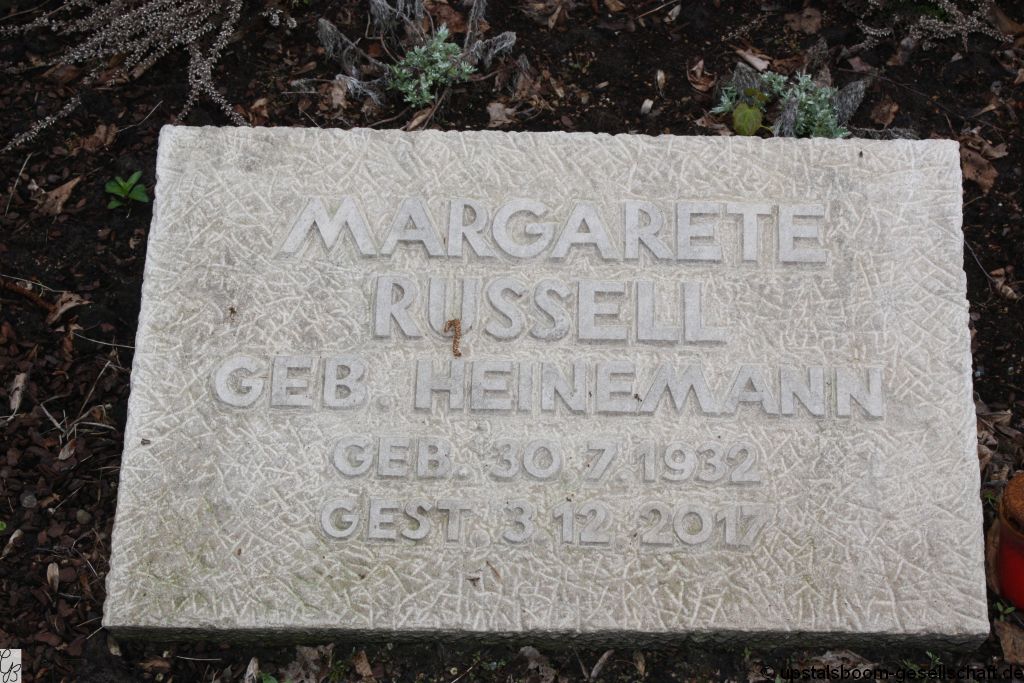 MARGARETE
RUSSELL
GEB. HEINEMANN
GEB. 30.7.1932
GEST. 3.12.2017
© upstalsboom-gesellschaft.de